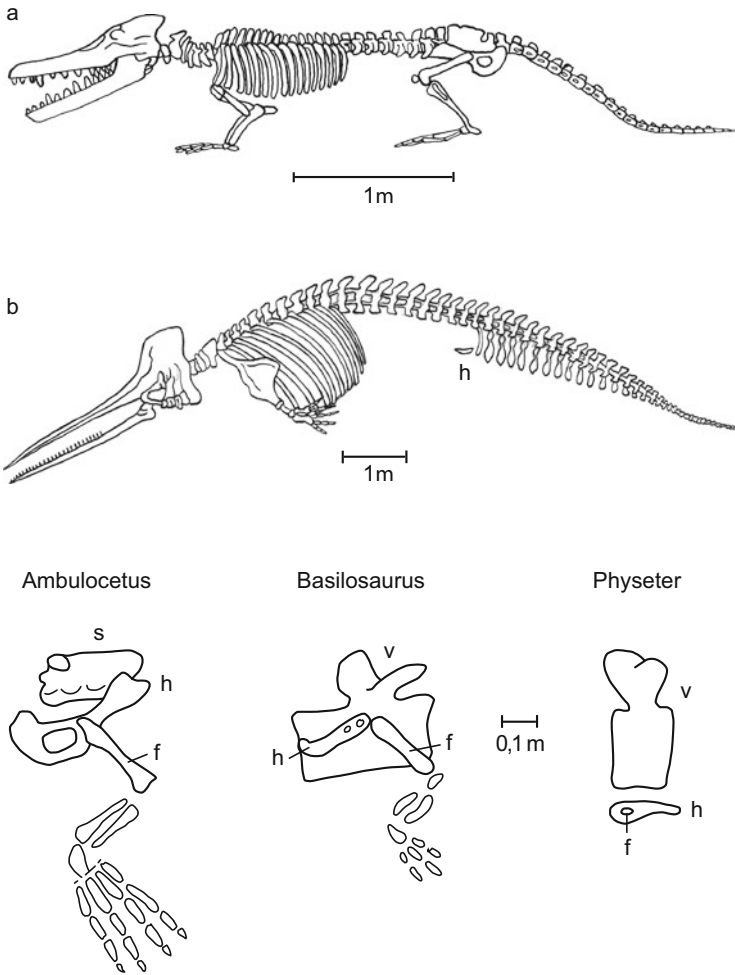 a
1m
b
h
1m
Ambulocetus
Basilosaurus
Physeter
s
h
f
v
h
f
0,1 m
v
h
f